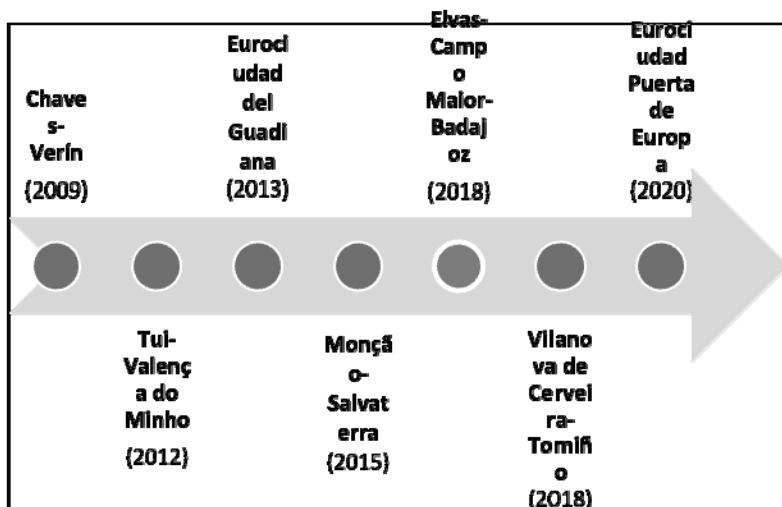 Chave
s-
Verín
(2009)
Tui-
Valenç
a do
Minho
(2012)
Euroci
udad
del
Guadi
ana
(2013)
Monçã
o-
Salvat
erra
(2015)
Elvas-
Camp
o
Maior-
Badaj
oz
(2018)
Vilano
va de
Cervei
ra-
Tomiñ
o
(2018)
Euroci
udad
Puerta
de
Europ
a
(2020)